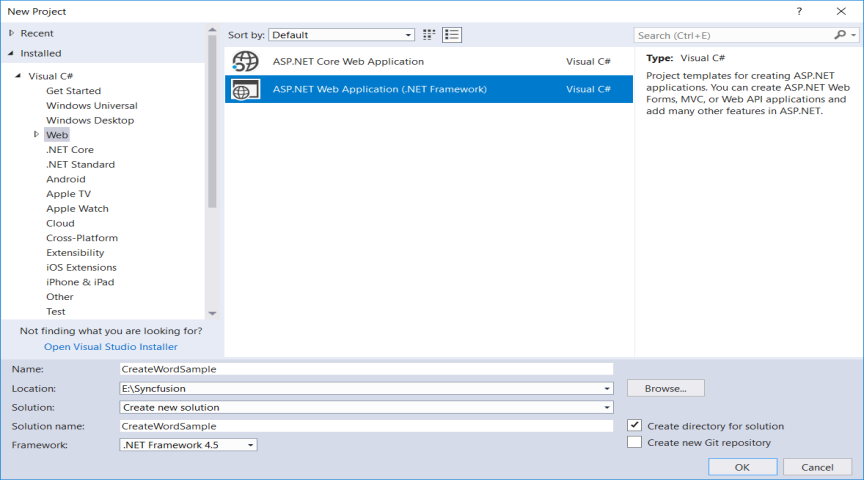 New Project
?
Recent
Installed
Visual C#
Get Started
Windows Universal
Windows Desktop
Web
.NET Core
.NET Standard
Android
Apple TV
Apple Watch
Cloud
Cross-Platform
Extensibility
iOS Extensions
iPhone & iPad
Other
Test
Not finding what you are looking for?
Open Visual Studio Installer
Sort by: Default
ASP.NET Core Web Application Visual C#
ASP.NET Web Application (.NET Framework) Visual C#
Search (Ctrl+E)
Type: Visual C#
Project templates for creating ASP.NET
applications. You can create ASP.NET Web
Forms, MVC, or Web API applications and
add many other features in ASP.NET.
Name: CreateWordSample
Location: E:\Syncfusion
Browse...
Solution: Create new solution
Solution name: CreateWordSample
Create directory for solution
Framework: .NET Framework 4.5
Create new Git repository
OK Cancel